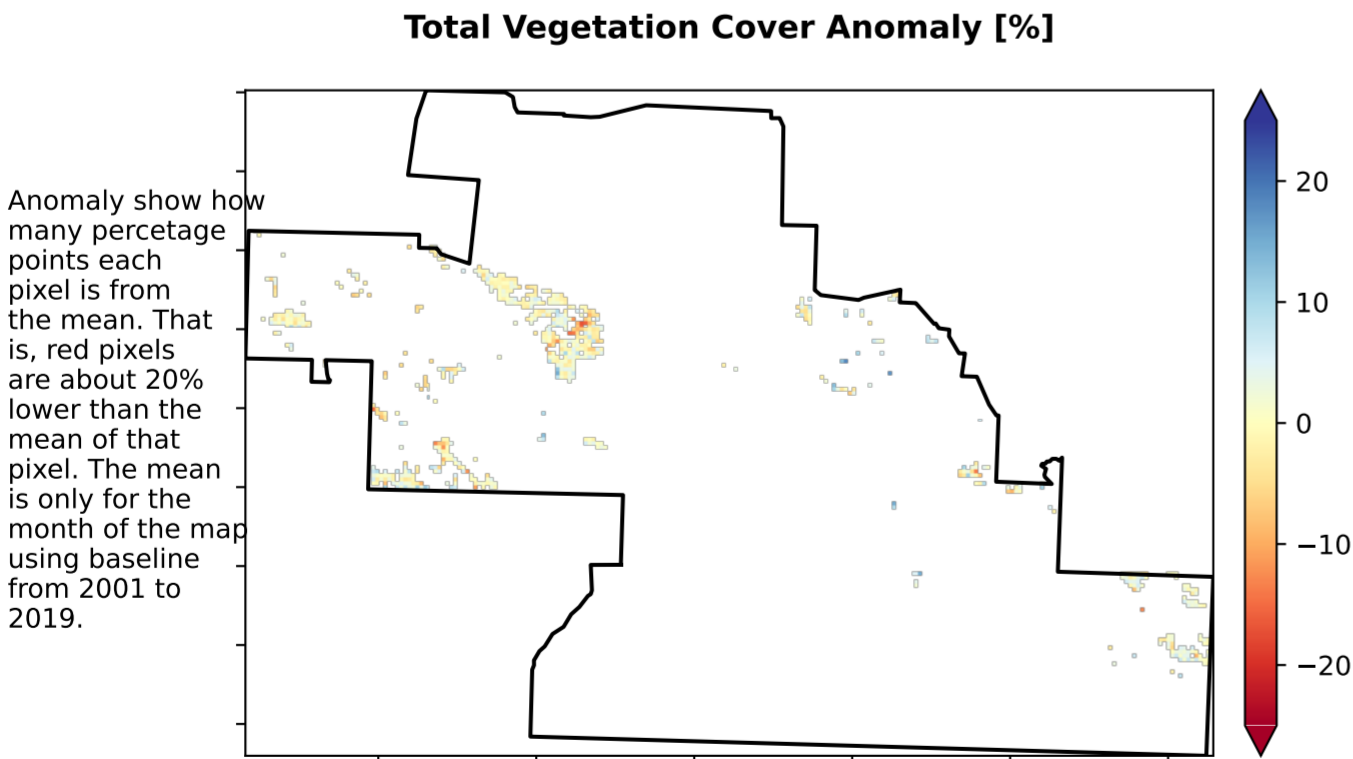 Total Vegetation Cover Anomaly [%]
Anomaly show how
many percetage
points each
pixel is from
the mean. That
is, red pixels
are about 20%
lower than the
mean of that
pixel. The mean
is only for the
month of the map
using baseline
from 2001 to
2019.
20
10
0
−10
−20